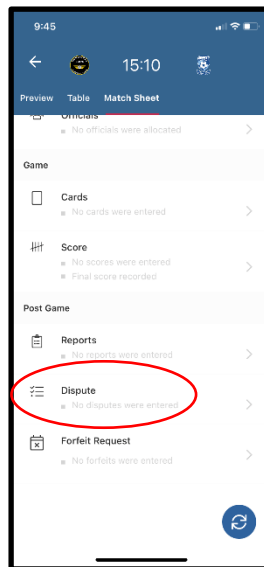 9:45
15:10
Preview Table Match Sheet
Officials
No officials were allocated
Game
Cards
No cards were entered
Score
No scores were entered
Final score recorded
Post Game
Reports
No reports were entered
Dispute
No disputes were entered
Forfeit Request
No forfeits were entered